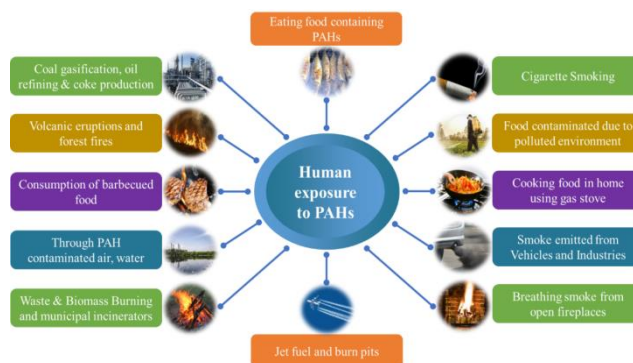 Eating food containing
PAHs
Coal gasification, oil
refining & coke production
Cigarette Smoking
Volcanic eruptions and
forest fires
Food contaminated due to
polluted environment
Human
exposure
to PAHs
Consumption of barbecued
food
Cooking food in home
using gas stove
Through PAH
contaminated air, water
Smoke emitted from
Vehicles and Industries
Waste & Biomass Burning
and municipal incinerators
Breathing smoke from
open fireplaces
Jet fuel and burn pits